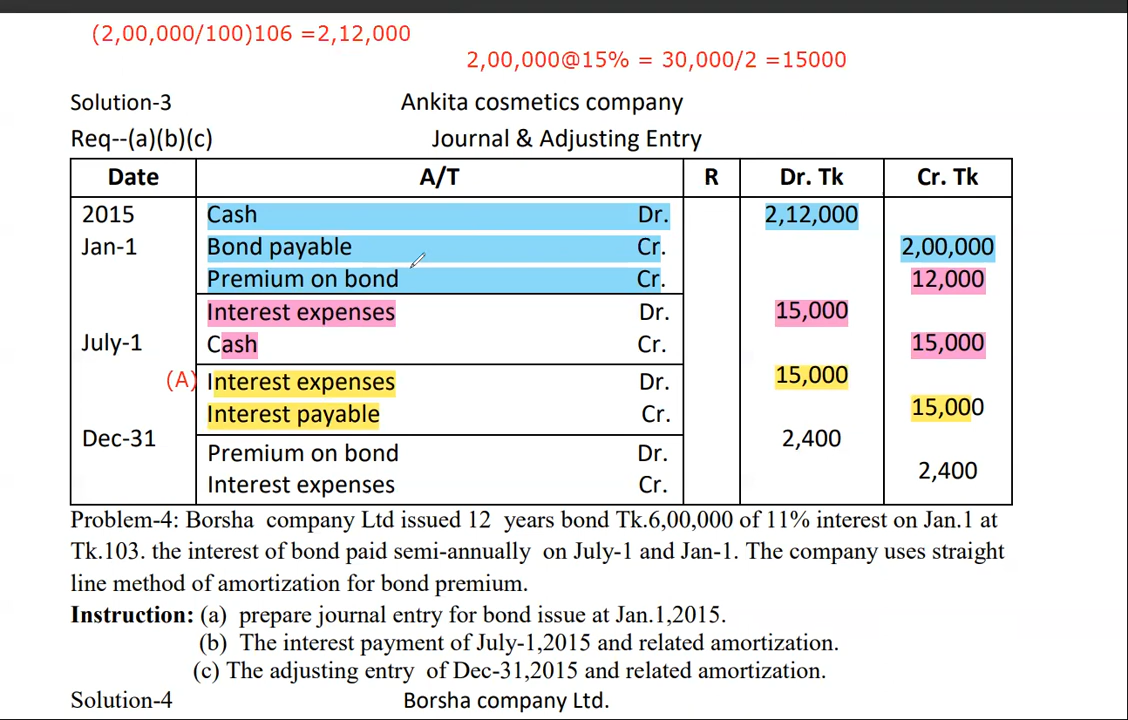 (2,00,000/100)106 =2,12,000
2,00,000@15% = 30,000/2 =15000
Solution-3 Ankita cosmetics company
Req--(a)(b)(c) Journal & Adjusting Entry
Date A/T R Dr. Tk Cr. Tk
2015 Cash Dr. 2,12,000
Jan-1 Bond payable Cr. 2,00,000
Premium on bond Cr. 12,000
Interest expenses Dr. 15,000
July-1 Cash Cr. 15,000
(A) Interest expenses Dr. 15,000
Interest payable Cr. 15,000
Dec-31 2,400
Premium on bond Dr.
2,400
Interest expenses Cr.
Problem-4: Borsha company Ltd issued 12 years bond Tk.6,00,000 of 11% interest on Jan.1 at
Tk.103. the interest of bond paid semi-annually on July-1 and Jan-1. The company uses straight
line method of amortization for bond premium.
Instruction: (a) prepare journal entry for bond issue at Jan.1,2015.
(b) The interest payment of July-1,2015 and related amortization.
(c) The adjusting entry of Dec-31,2015 and related amortization.
Solution-4 Borsha company Ltd.